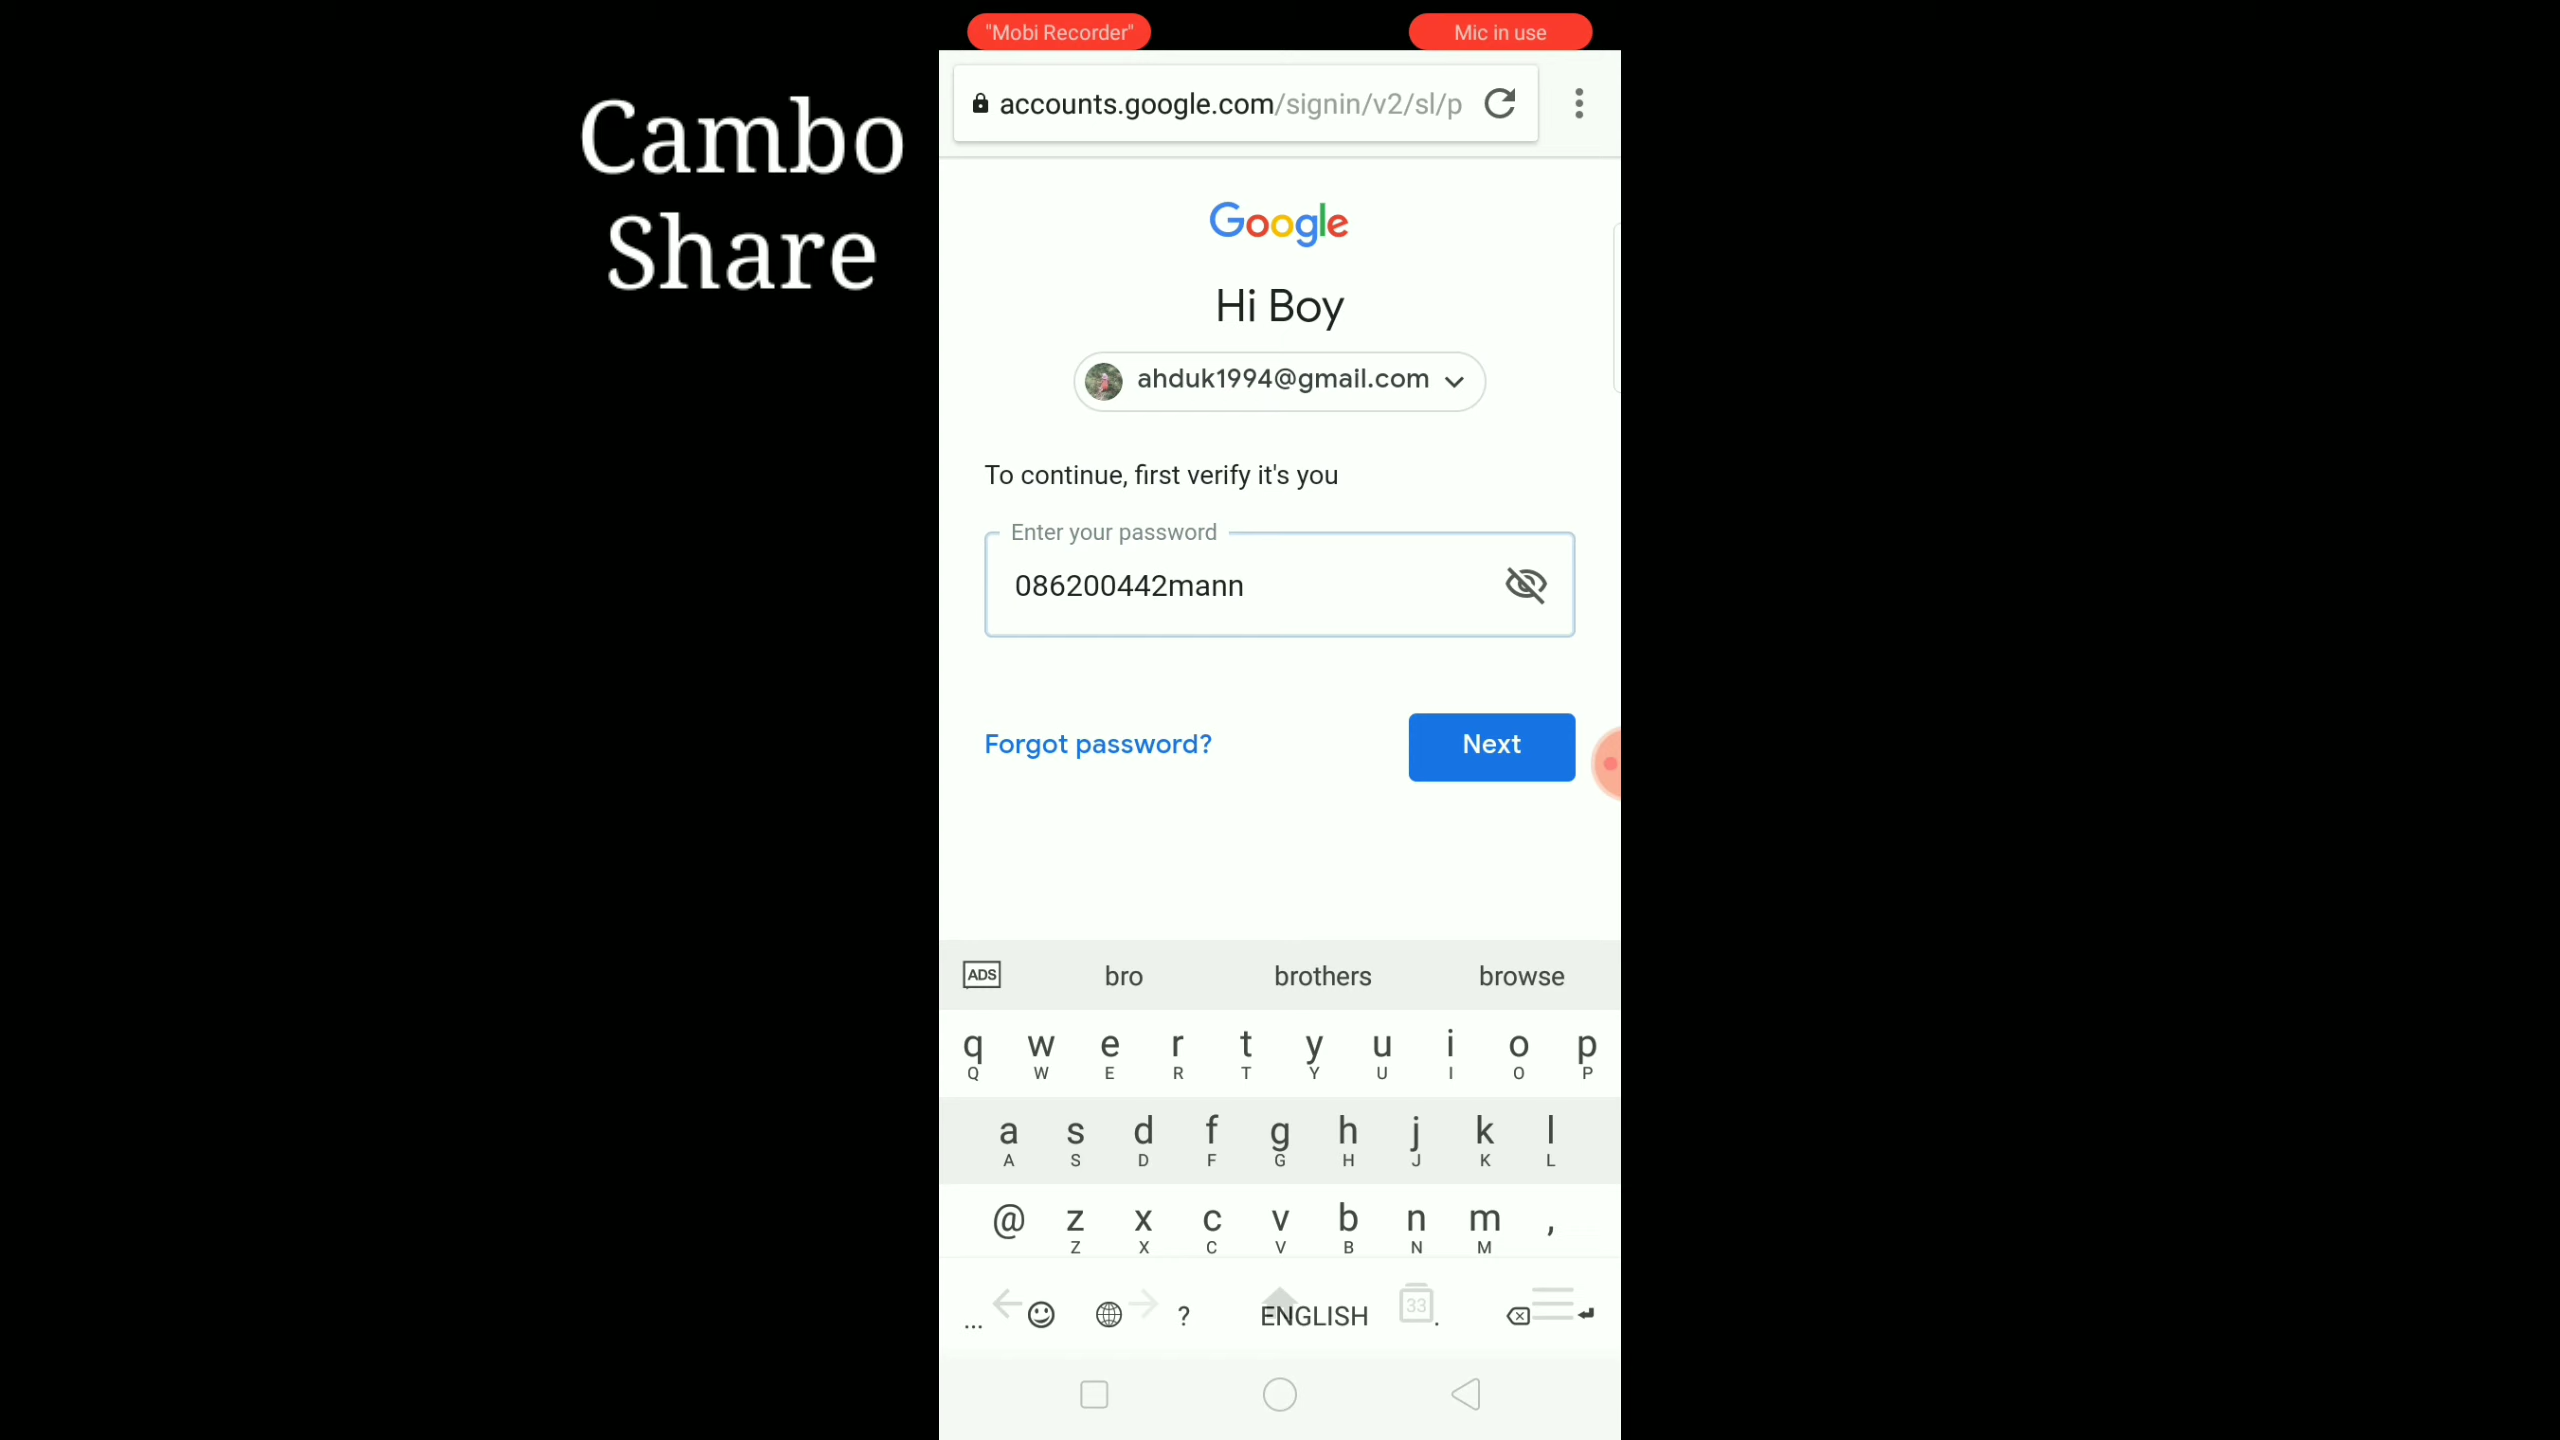 "Mobi Recorder"
Mic in use
Cambo
Share
accounts.google.com/signin/v2/sl/p
Google
Hi Boy
ahduk1994@gmail.com
To continue, first verify it's you
Enter your password
086200442mann
Forgot password?
Next
ADS
bro brothers browse
q w e r t y u i o p
Q W E R T Y U I O P
a s d f g h j k l
A S D F G H J K L
@ z x c v b n m ,
Z X C V B N M
... ? ENGLISH 33 .